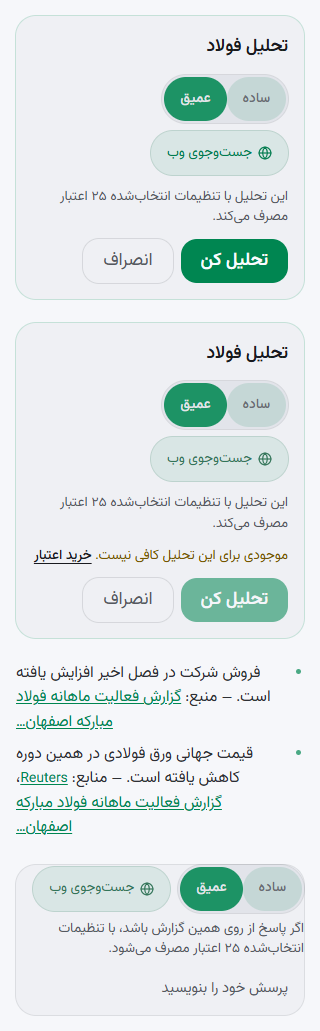 تحلیل فولاد
ساده
عمیق
جست‌وجوی وب
این تحلیل با تنظیمات انتخاب‌شده ۲۵ اعتبار
مصرف می‌کند.
تحلیل کن
انصراف
تحلیل فولاد
ساده
عمیق
جست‌وجوی وب
این تحلیل با تنظیمات انتخاب‌شده ۲۵ اعتبار
مصرف می‌کند.
موجودی برای این تحلیل کافی نیست. خرید اعتبار
تحلیل کن
انصراف
فروش شرکت در فصل اخیر افزایش یافته
است. — منبع: گزارش فعالیت ماهانه فولاد
مبارکه اصفهان…
قیمت جهانی ورق فولادی در همین دوره
کاهش یافته است. — منابع: Reuters،
گزارش فعالیت ماهانه فولاد مبارکه
اصفهان…
ساده
عمیق
جست‌وجوی وب
اگر پاسخ از روی همین گزارش باشد، با تنظیمات
انتخاب‌شده ۲۵ اعتبار مصرف می‌شود.
پرسش خود را بنویسید